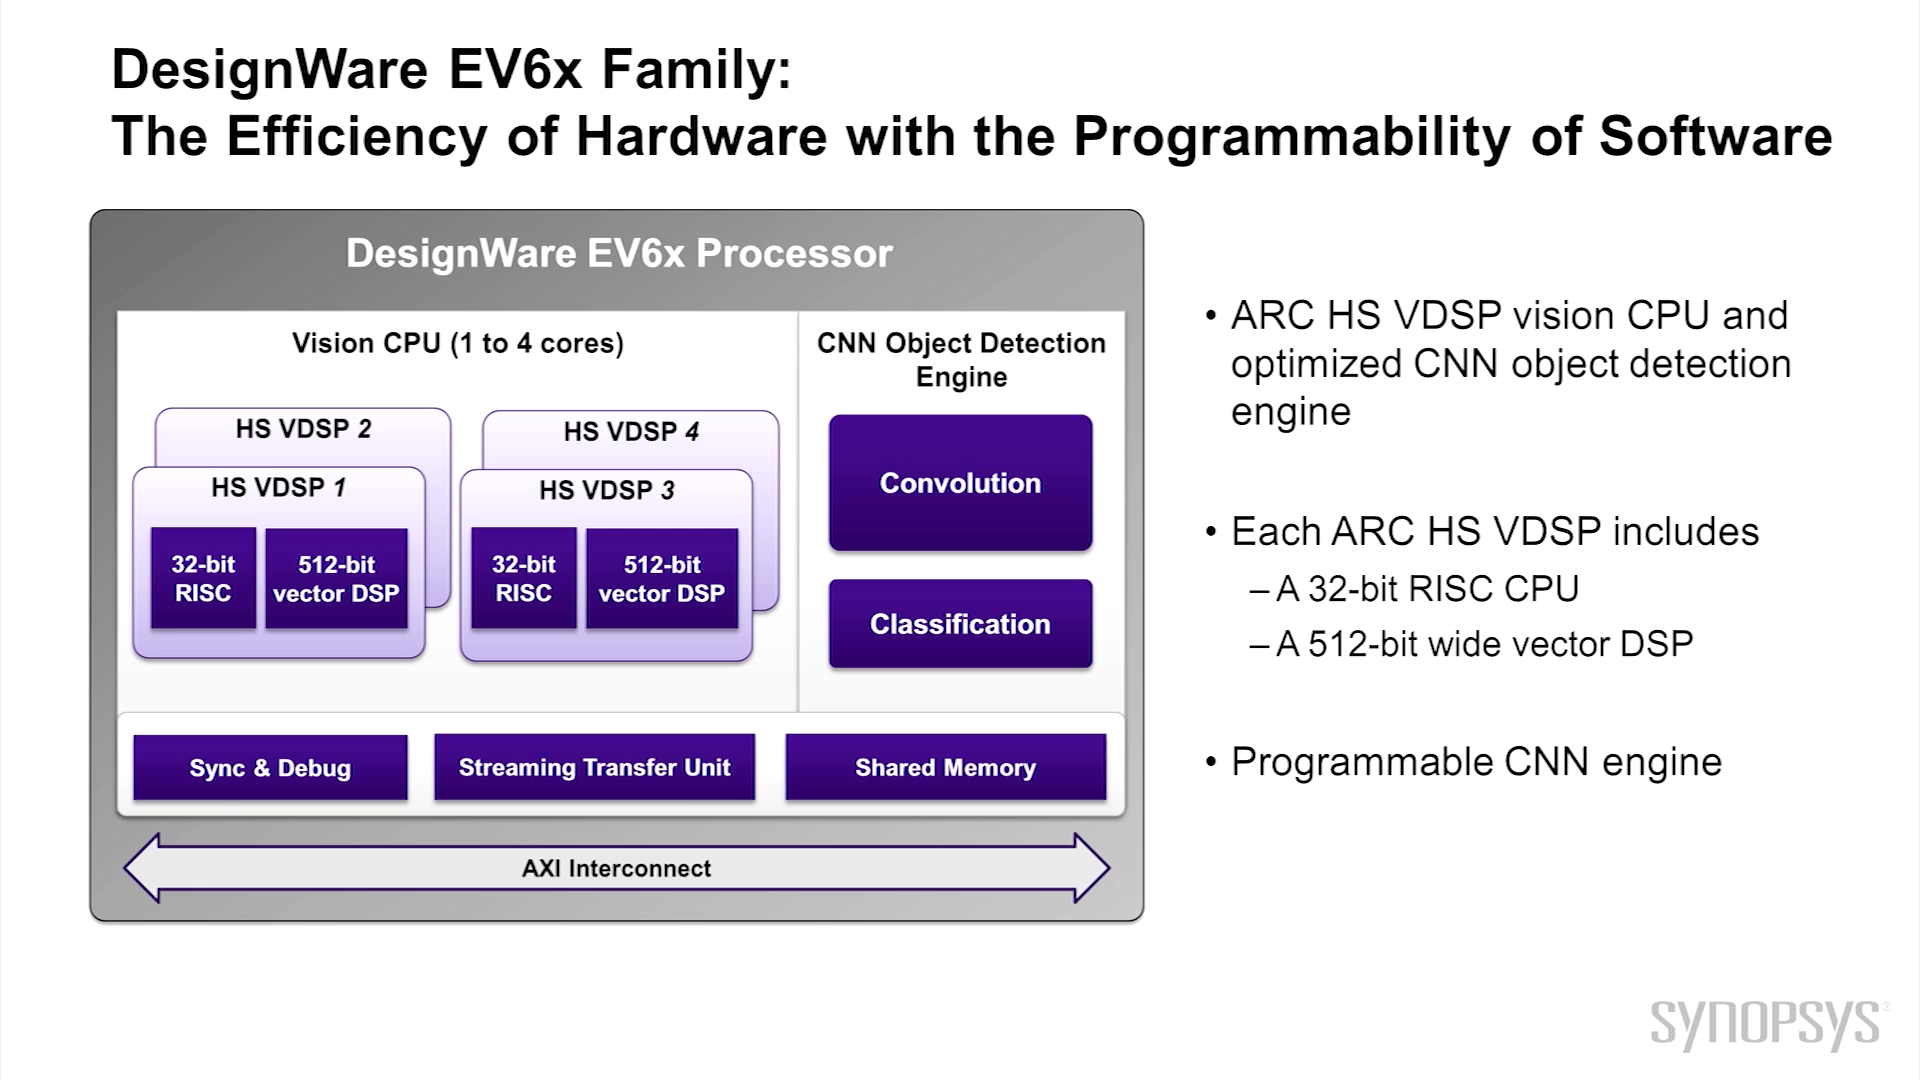 DesignWare EV6x Family:
The Efficiency of Hardware with the Programmability of Software
DesignWare EV6x Processor
Vision CPU (1 to 4 cores)
HS VDSP 2
HS VDSP 1
32-bit
RISC
512-bit
vector DSP
HS VDSP 4
HS VDSP 3
32-bit
RISC
512-bit
vector DSP
CNN Object Detection
Engine
Convolution
Classification
Sync & Debug
Streaming Transfer Unit
Shared Memory
AXI Interconnect
• ARC HS VDSP vision CPU and
optimized CNN object detection
engine
• Each ARC HS VDSP includes
– A 32-bit RISC CPU
– A 512-bit wide vector DSP
• Programmable CNN engine
SYNOPSYS®